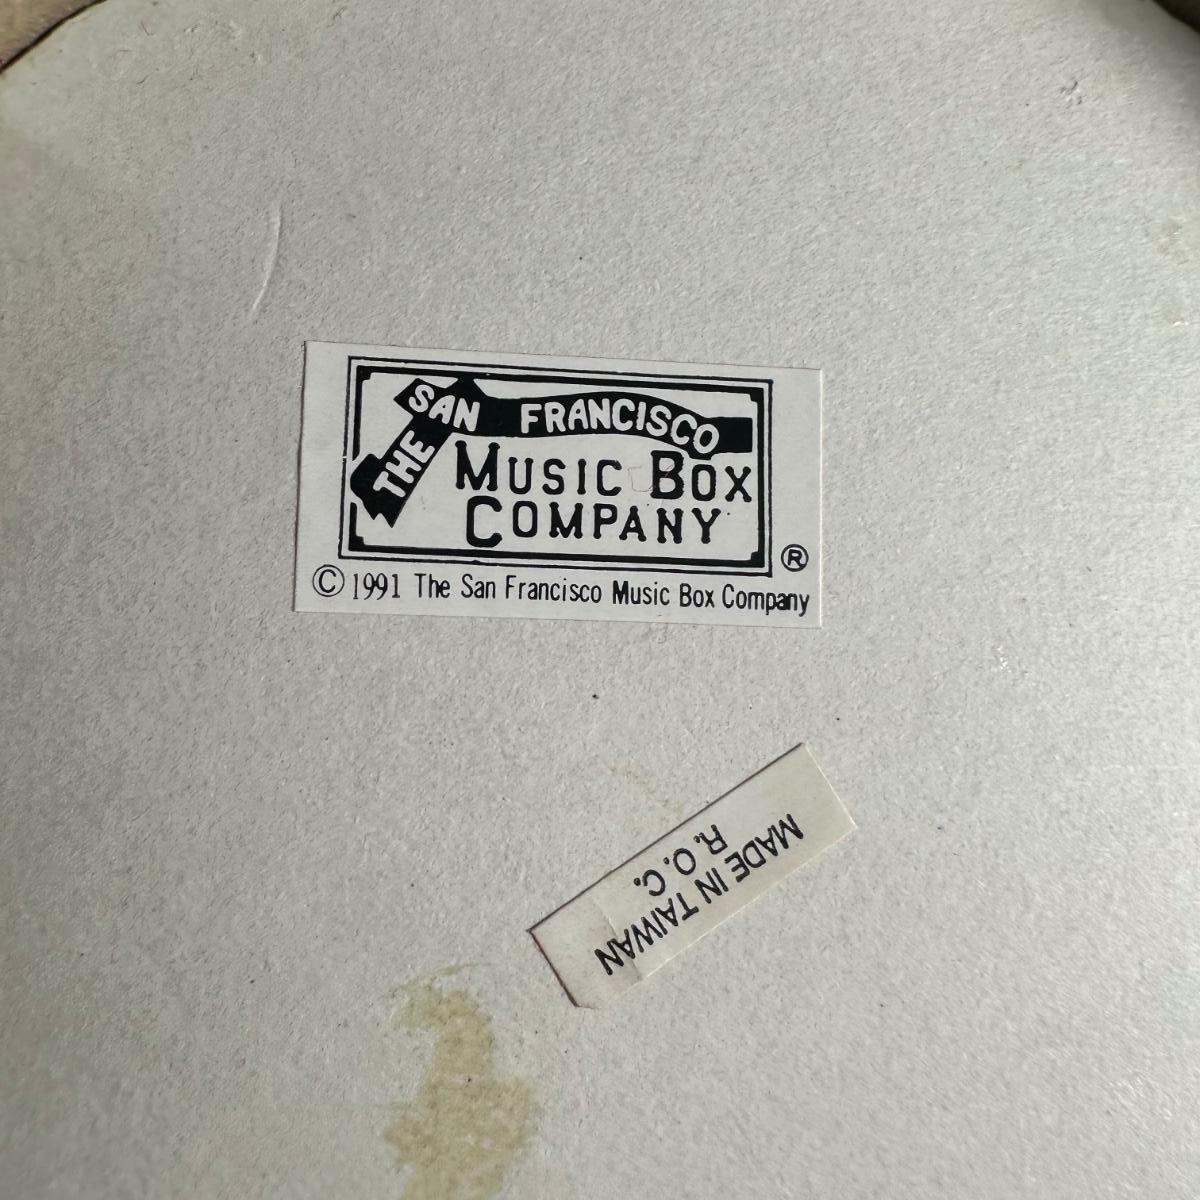 THE SAN FRANCISCO
MUSIC BOX
COMPANY
®
© 1991 The San Francisco Music Box Company
MADE IN TAIWAN
R.O.C.